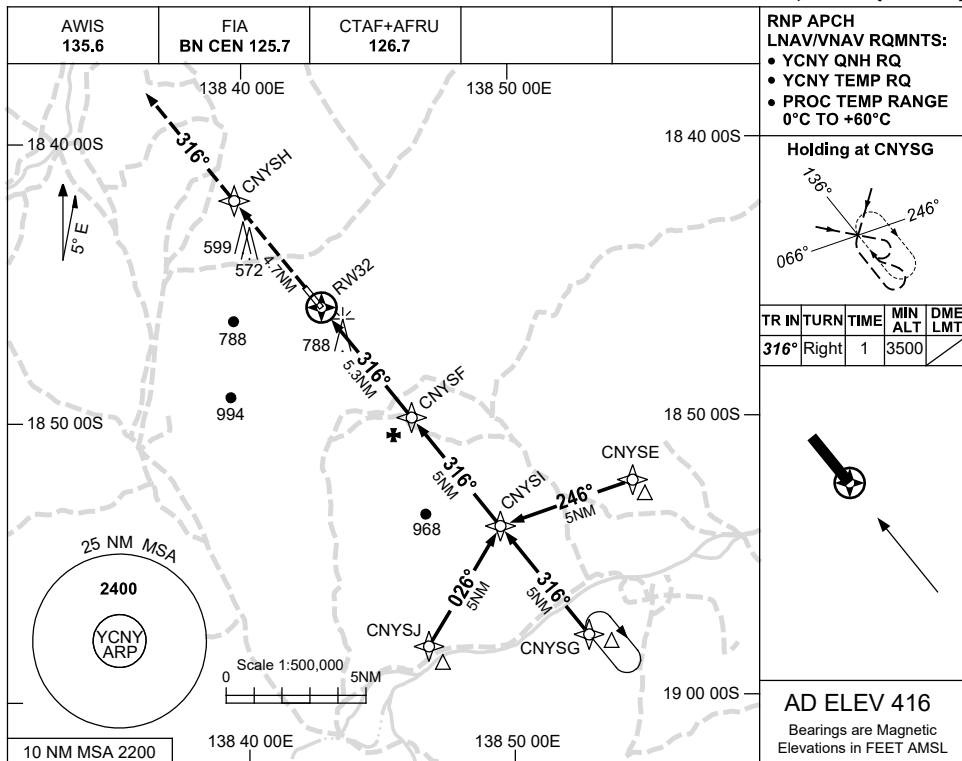 AWIS
135.6
FIA
BN CEN 125.7
CTAF+AFRU
126.7
RNP APCH
LNAV/VNAV RQMNTS:
• YCNY QNH RQ
• YCNY TEMP RQ
• PROC TEMP RANGE
0°C TO +60°C
138 40 00E
138 50 00E
18 40 00S
18 40 00S
Holding at CNYSG
136°
246°
066°
TR IN TURN TIME MIN ALT DME LMT
316° Right 1 3500
316°
CNYSH
5° E
599
572
4.7NM
RW32
788
788
316°
5.3NM
994
CNYSF
18 50 00S
18 50 00S
316°
5NM
CNYSI
CNYSE
246°
5NM
968
026°
5NM
316°
5NM
CNYSJ
CNYSG
25 NM MSA
2400
YCNY
ARP
Scale 1:500,000
0 5NM
19 00 00S
10 NM MSA 2200
138 40 00E
138 50 00E
AD ELEV 416
Bearings are Magnetic
Elevations in FEET AMSL